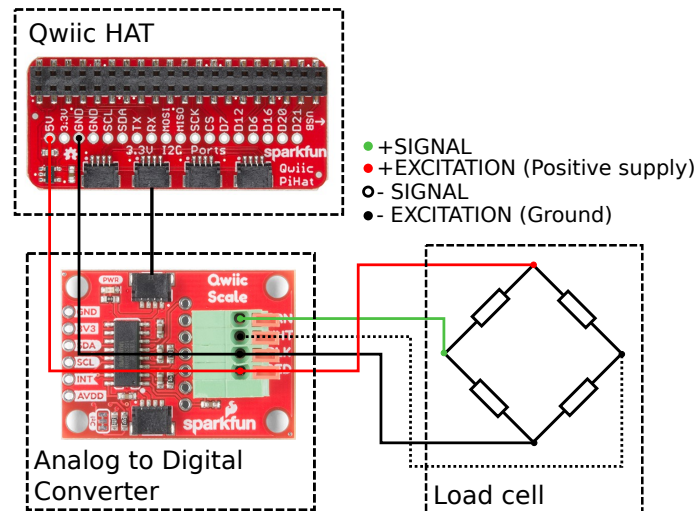 Qwiic HAT
5V
3.3V
GND
GND
SCL
SDA
TX
RX
MOSI
MISO
SCK
CS
D7
D12
D6
D16
D20
D21
USB
3.3V I2C Ports
sparkfun
Qwiic
PiHat
+SIGNAL
+EXCITATION (Positive supply)
- SIGNAL
- EXCITATION (Ground)
PWR
Qwiic
Scale
GND
3V3
SDA
SCL
INT
AVDD
sparkfun
Analog to Digital
Converter
Load cell